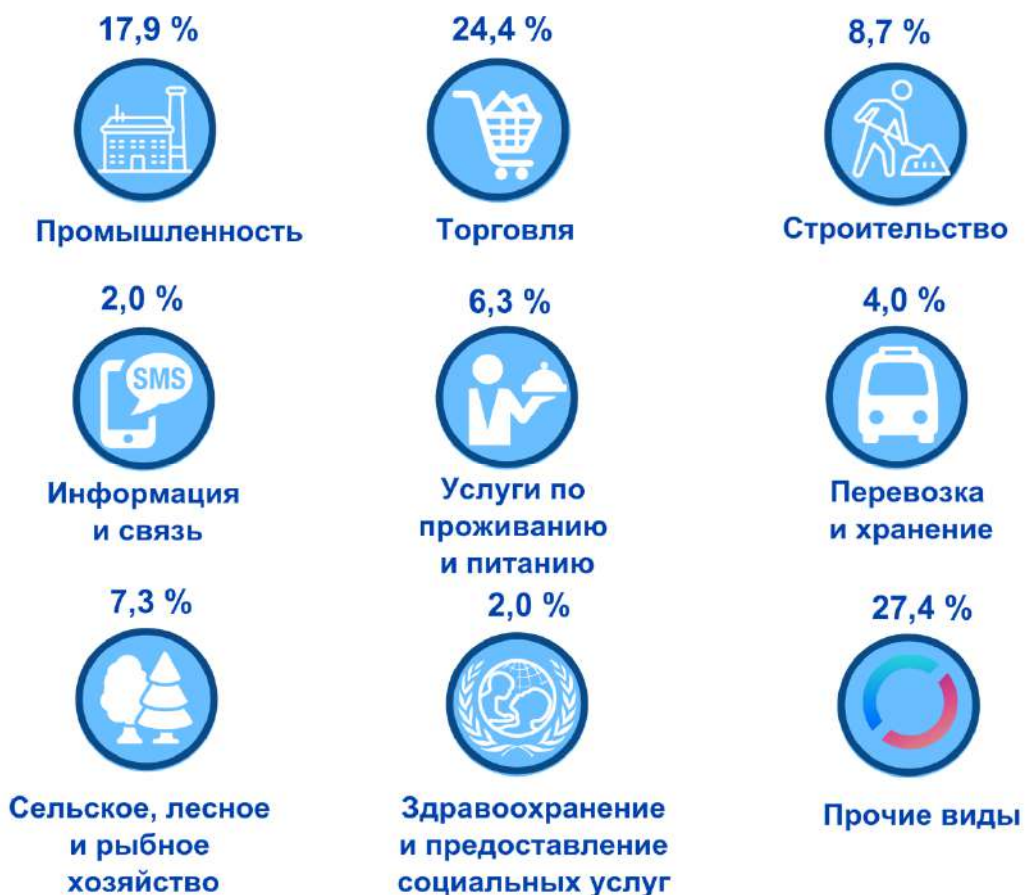 17,9 %
24,4 %
8,7 %
Промышленность
Торговля
Строительство
2,0 %
6,3 %
4,0 %
SMS
Информация
и связь
Услуги по
проживанию
и питанию
Перевозка
и хранение
7,3 %
2,0 %
27,4 %
Сельское, лесное
и рыбное
хозяйство
Здравоохранение
и предоставление
социальных услуг
Прочие виды